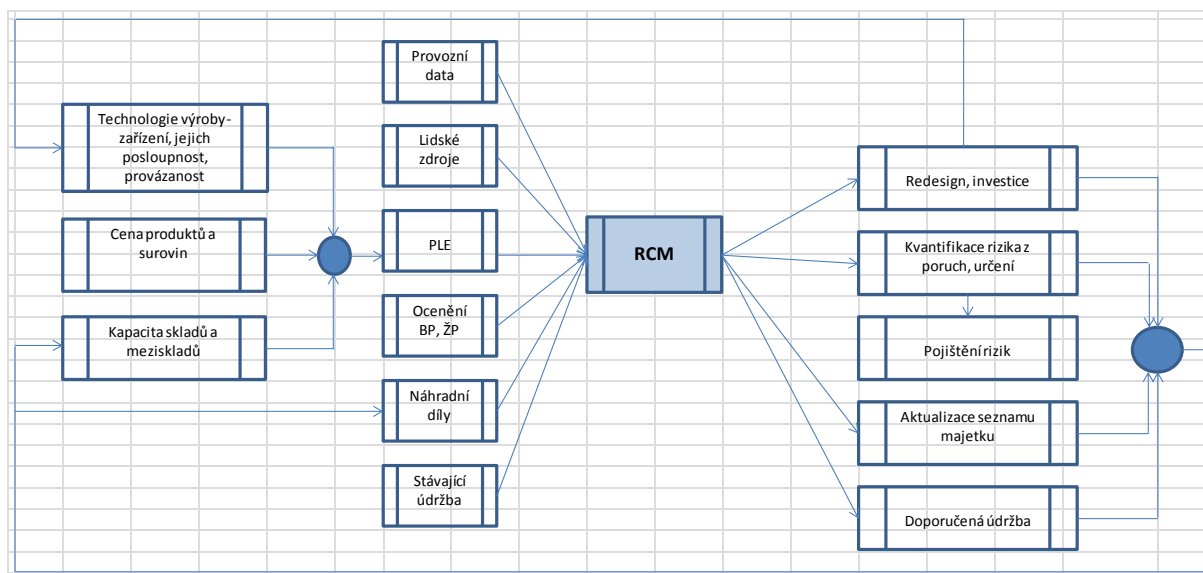 Technologie výroby-
zařízení, jejich
posloupnost,
provázanost
Cena produktů a
surovin
Kapacita skladů a
meziskladů
Provozní
data
Lidské
zdroje
PLE
Ocenění
BP, ŽP
Náhradní
díly
Stávající
údržba
RCM
Redesign, investice
Kvantifikace rizika z
poruch, určení
Pojištění rizik
Aktualizace seznamu
majetku
Doporučená údržba